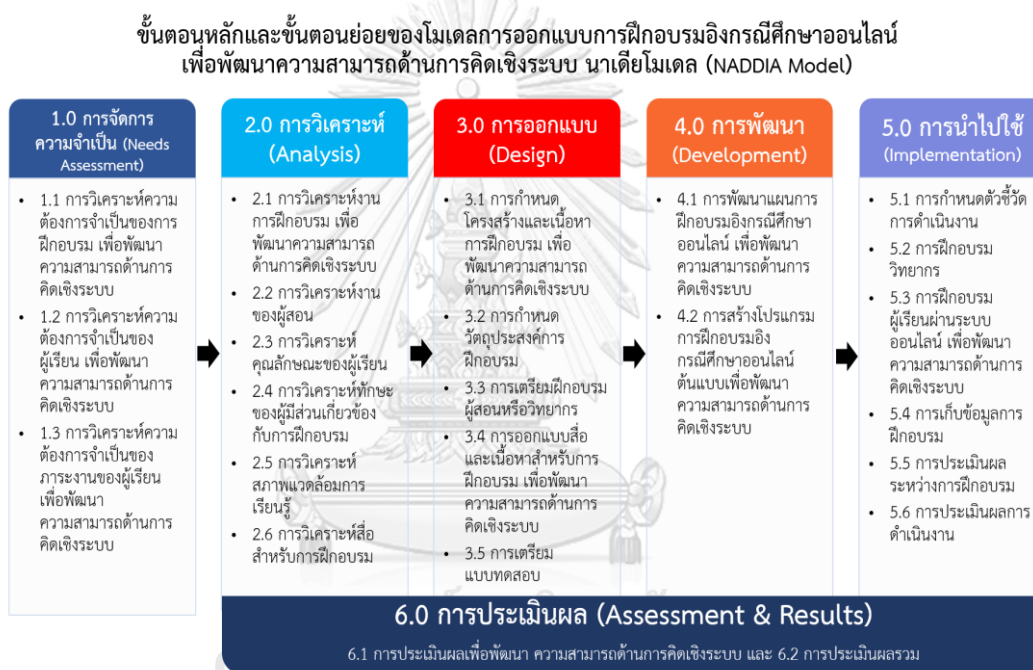 ขั้นตอนหลักและขั้นตอนย่อยของโมเดลการออกแบบการฝึกอบรมอิงกรณีศึกษาออนไลน์
เพื่อพัฒนาความสามารถด้านการคิดเชิงระบบ นาเดียโมเดล (NADDIA Model)
1.0 การจัดการ
ความจำเป็น (Needs
Assessment)
• 1.1 การวิเคราะห์ความ
ต้องการจำเป็นของการ
ฝึกอบรม เพื่อพัฒนา
ความสามารถด้านการ
คิดเชิงระบบ
• 1.2 การวิเคราะห์ความ
ต้องการจำเป็นของ
ผู้เรียน เพื่อพัฒนา
ความสามารถด้านการ
คิดเชิงระบบ
• 1.3 การวิเคราะห์ความ
ต้องการจำเป็นของ
ภาระงานของผู้เรียน
เพื่อพัฒนา
ความสามารถด้านการ
คิดเชิงระบบ
2.0 การวิเคราะห์
(Analysis)
• 2.1 การวิเคราะห์งาน
การฝึกอบรม เพื่อ
พัฒนาความสามารถ
ด้านการคิดเชิงระบบ
• 2.2 การวิเคราะห์งาน
ของผู้สอน
• 2.3 การวิเคราะห์
คุณลักษณะของผู้เรียน
• 2.4 การวิเคราะห์ทักษะ
ของผู้มีส่วนเกี่ยวข้อง
กับการฝึกอบรม
• 2.5 การวิเคราะห์
สภาพแวดล้อมการ
เรียนรู้
• 2.6 การวิเคราะห์สื่อ
สำหรับการฝึกอบรม
3.0 การออกแบบ
(Design)
• 3.1 การกำหนด
โครงสร้างและเนื้อหา
การฝึกอบรม เพื่อ
พัฒนาความสามารถ
ด้านการคิดเชิงระบบ
• 3.2 การกำหนด
วัตถุประสงค์การ
ฝึกอบรม
• 3.3 การเตรียมฝึกอบรม
ผู้สอนหรือวิทยากร
• 3.4 การออกแบบสื่อ
และเนื้อหาสำหรับการ
ฝึกอบรม เพื่อพัฒนา
ความสามารถด้านการ
คิดเชิงระบบ
• 3.5 การเตรียม
แบบทดสอบ
4.0 การพัฒนา
(Development)
• 4.1 การพัฒนาแผนการ
ฝึกอบรมอิงกรณีศึกษา
ออนไลน์ เพื่อพัฒนา
ความสามารถด้านการ
คิดเชิงระบบ
• 4.2 การสร้างโปรแกรม
การฝึกอบรมอิง
กรณีศึกษาออนไลน์
ต้นแบบเพื่อพัฒนา
ความสามารถด้านการ
คิดเชิงระบบ
5.0 การนำไปใช้
(Implementation)
• 5.1 การกำหนดตัวชี้วัด
การดำเนินงาน
• 5.2 การฝึกอบรม
วิทยากร
• 5.3 การฝึกอบรม
ผู้เรียนผ่านระบบ
ออนไลน์ เพื่อพัฒนา
ความสามารถด้านการ
คิดเชิงระบบ
• 5.4 การเก็บข้อมูลการ
ฝึกอบรม
• 5.5 การประเมินผล
ระหว่างการฝึกอบรม
• 5.6 การประเมินผลการ
ดำเนินงาน
6.0 การประเมินผล (Assessment & Results)
6.1 การประเมินผลเพื่อพัฒนา ความสามารถด้านการคิดเชิงระบบ และ 6.2 การประเมินผลรวม